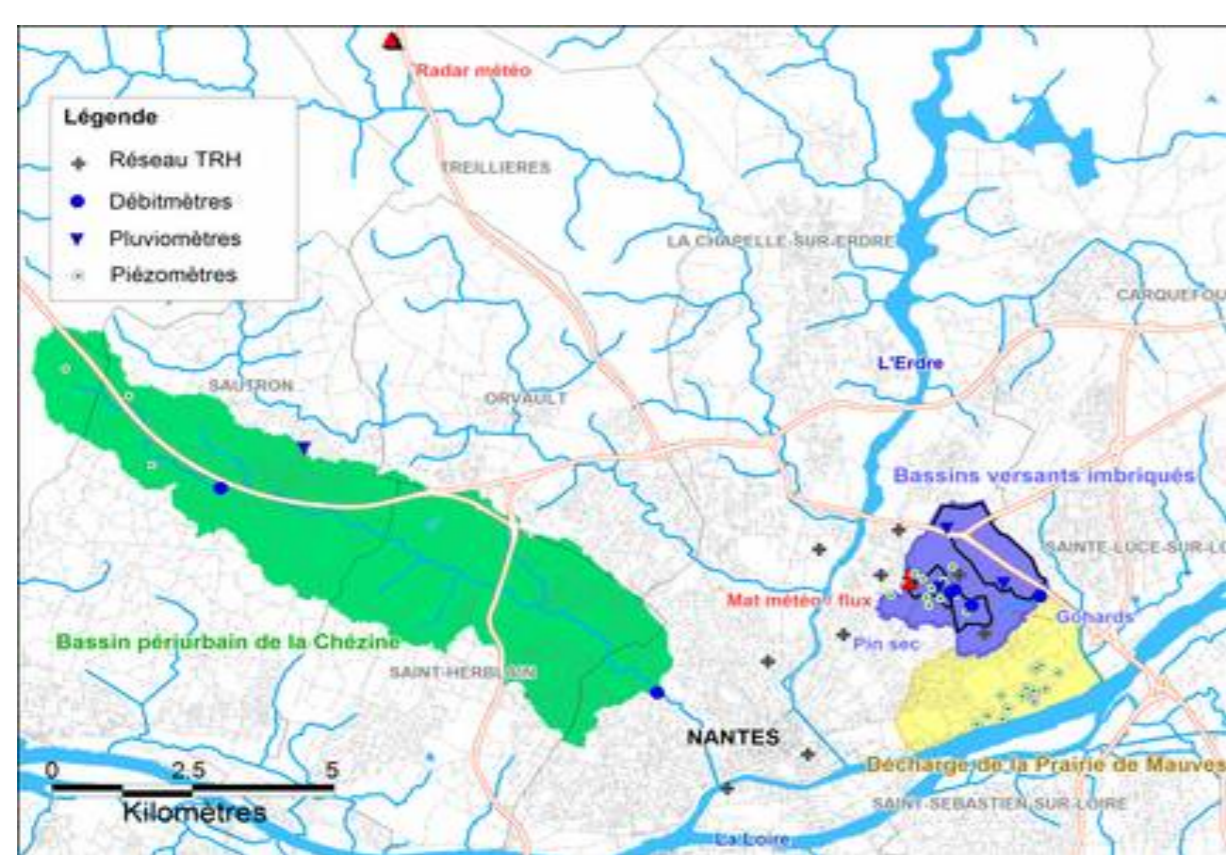 Radar météo
Légende
Réseau TRH
Débitmètres
Pluviomètres
Piézomètres
TREILLIERES
LA CHAPELLE-SUR-ERDRE
CARQUEFOU
L'Erdre
SAUTRON
ORVAULT
Bassins versants imbriqués
SAINTE-LUCE-SUR-LO
Mat météo / flux
Gohards
Pin sec
Bassin périurbain de la Chézine
SAINT-HERBLAIN
NANTES
Décharge de la Prairie de Mauves
0 2.5 5
Kilomètres
SAINT-SEBASTIEN-SUR-LOIRE
La Loire